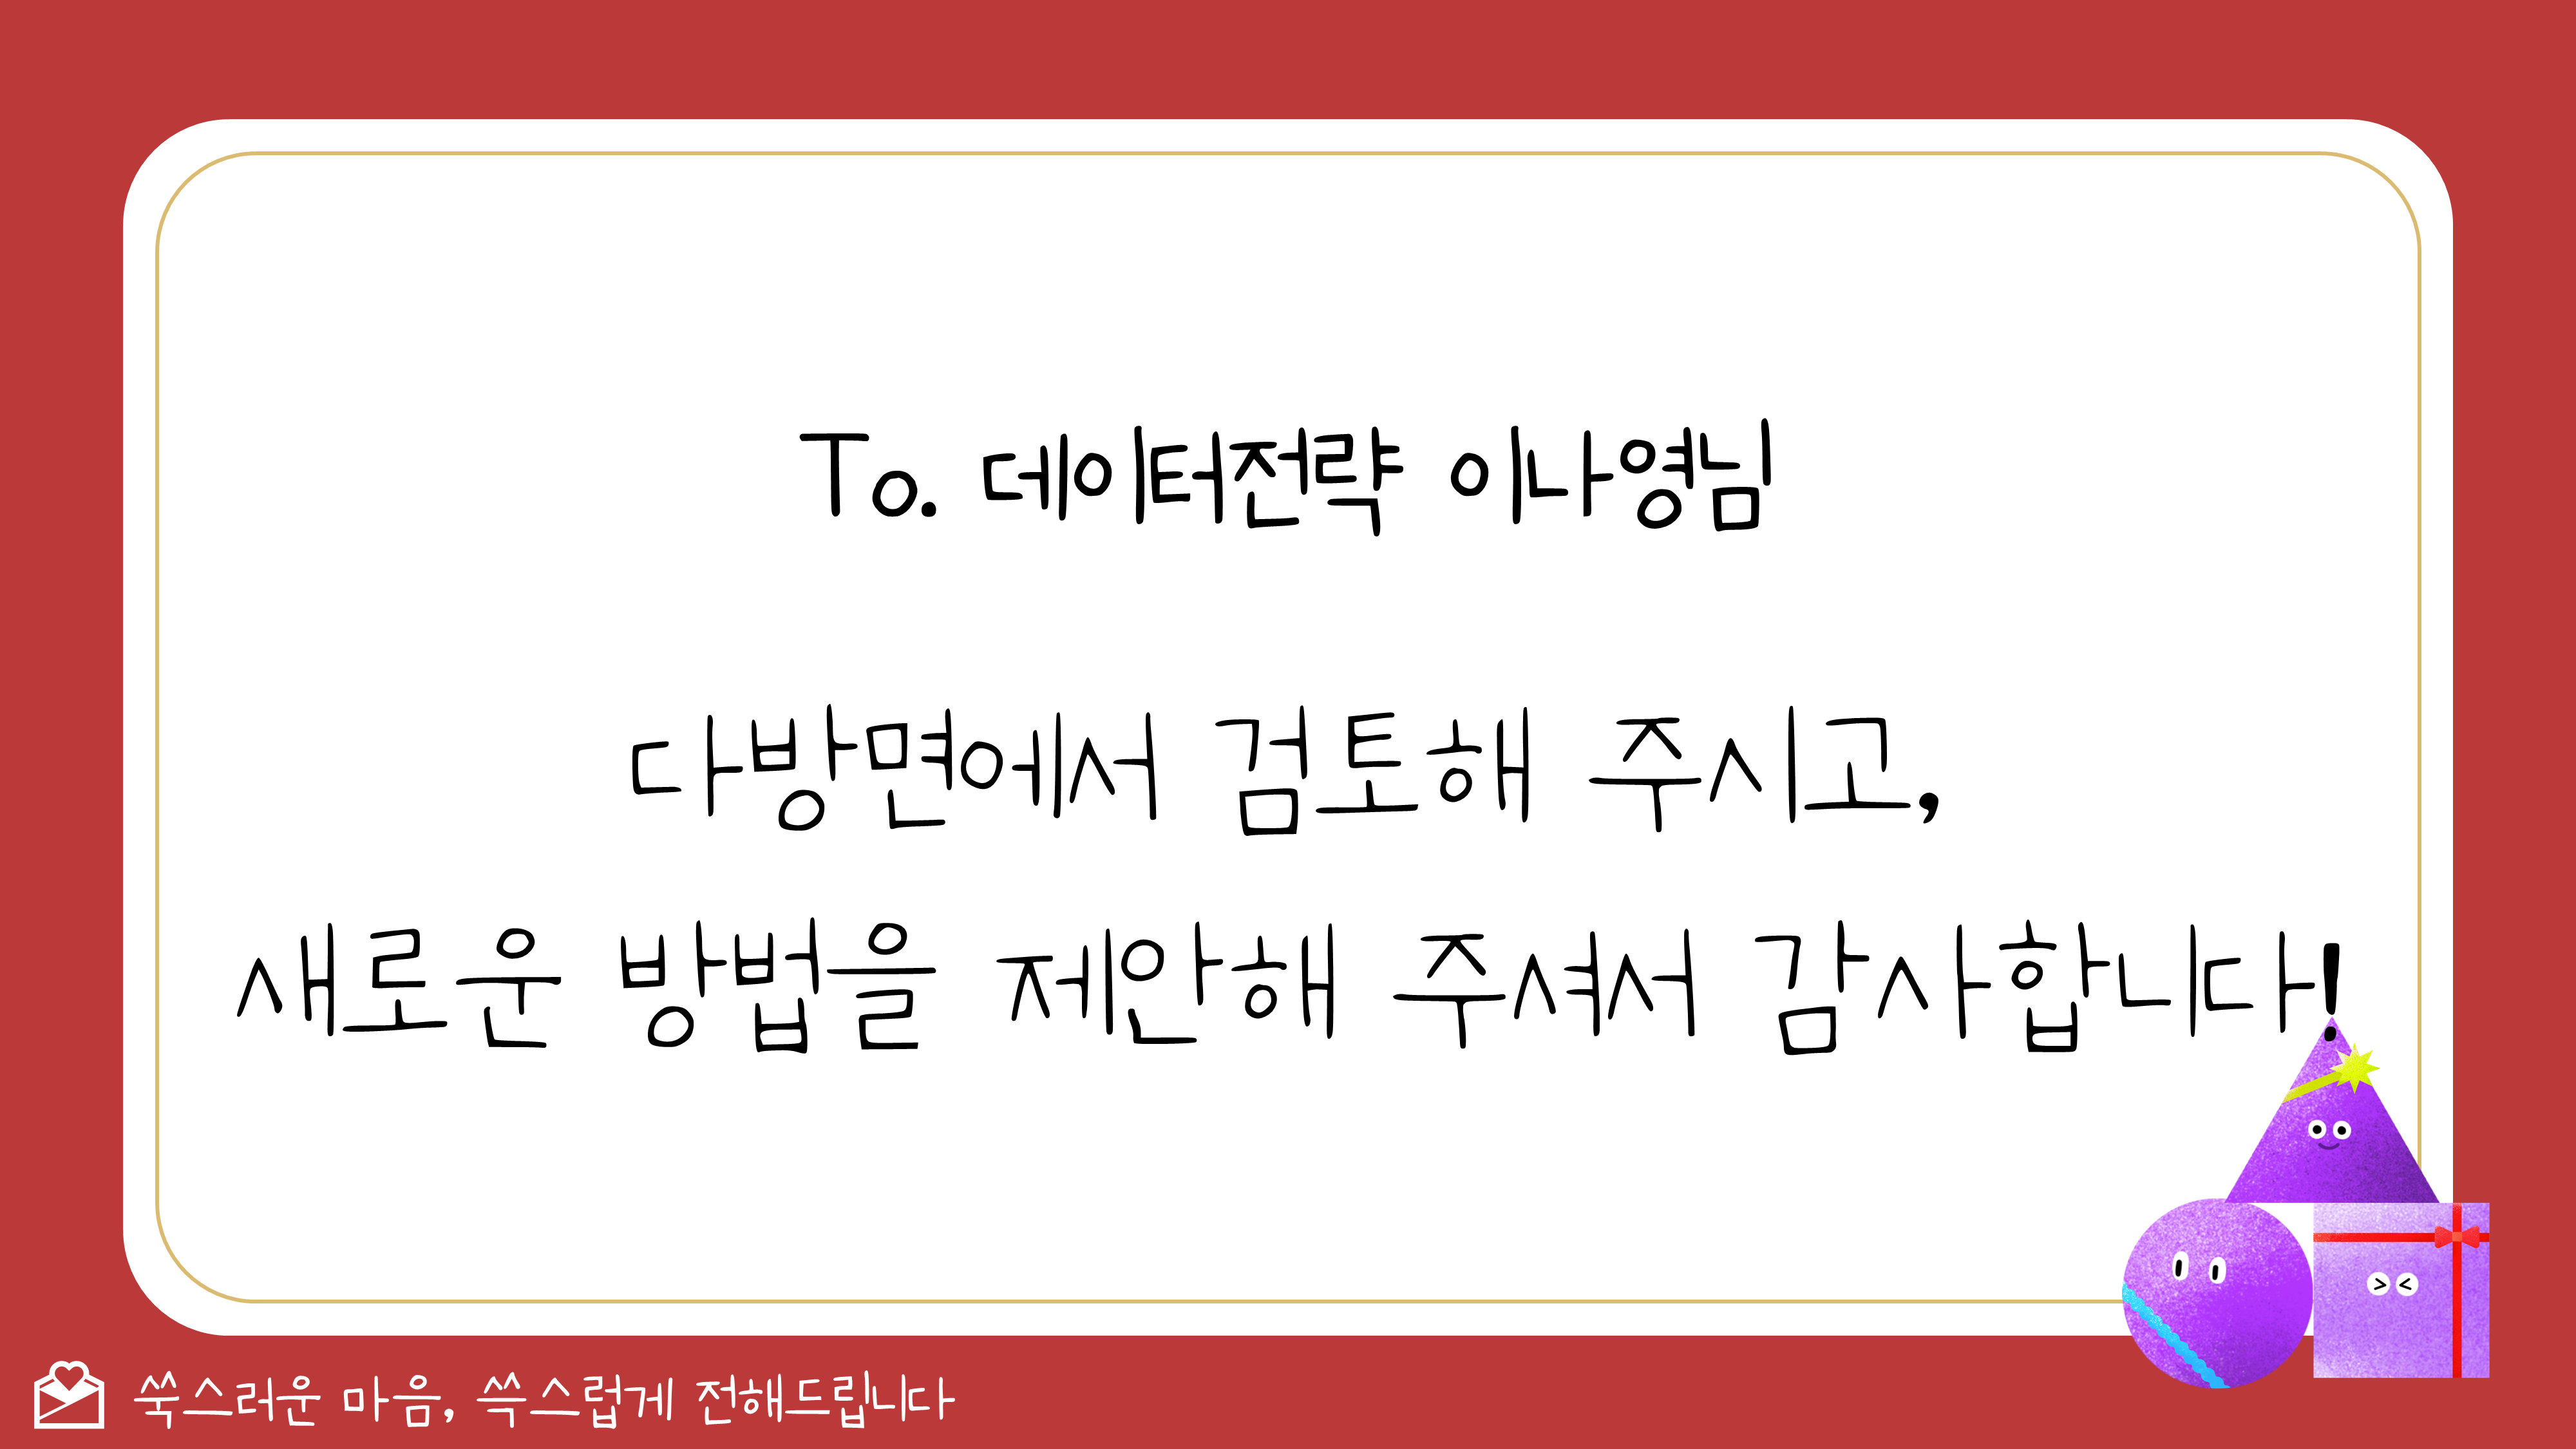 To. 데이터전략 이나영님
다방면에서 검토해 주시고,
새로운 방법을 제안해 주셔서 감사합니다!
쑥스러운 마음, 쓱스럽게 전해드립니다